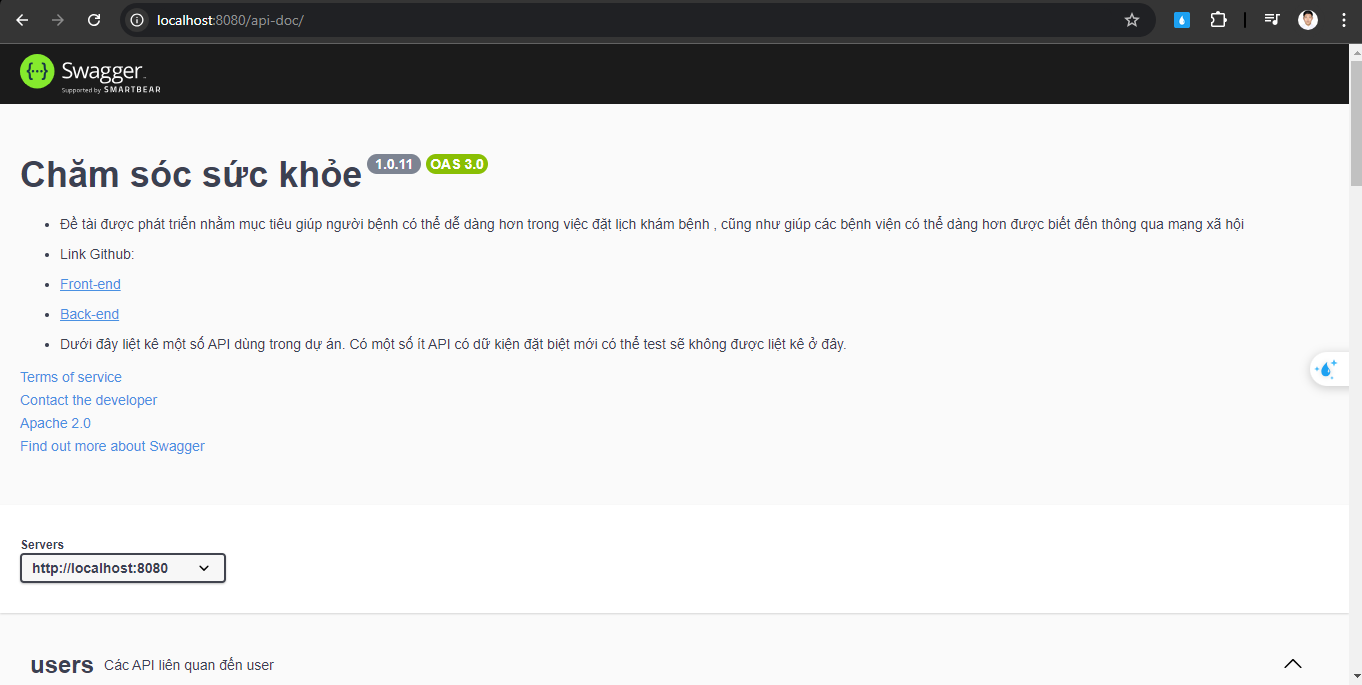 localhost:8080/api-doc/
Swagger
Supported by SMARTBEAR
Chăm sóc sức khỏe 1.0.11 OAS 3.0
Đề tài được phát triển nhằm mục tiêu giúp người bệnh có thể dễ dàng hơn trong việc đặt lịch khám bệnh , cũng như giúp các bệnh viện có thể dàng hơn được biết đến thông qua mạng xã hội
Link Github:
Front-end
Back-end
Dưới đây liệt kê một số API dùng trong dự án. Có một số ít API có dữ kiện đặt biệt mới có thể test sẽ không được liệt kê ở đây.
Terms of service
Contact the developer
Apache 2.0
Find out more about Swagger
Servers
http://localhost:8080
users Các API liên quan đến user